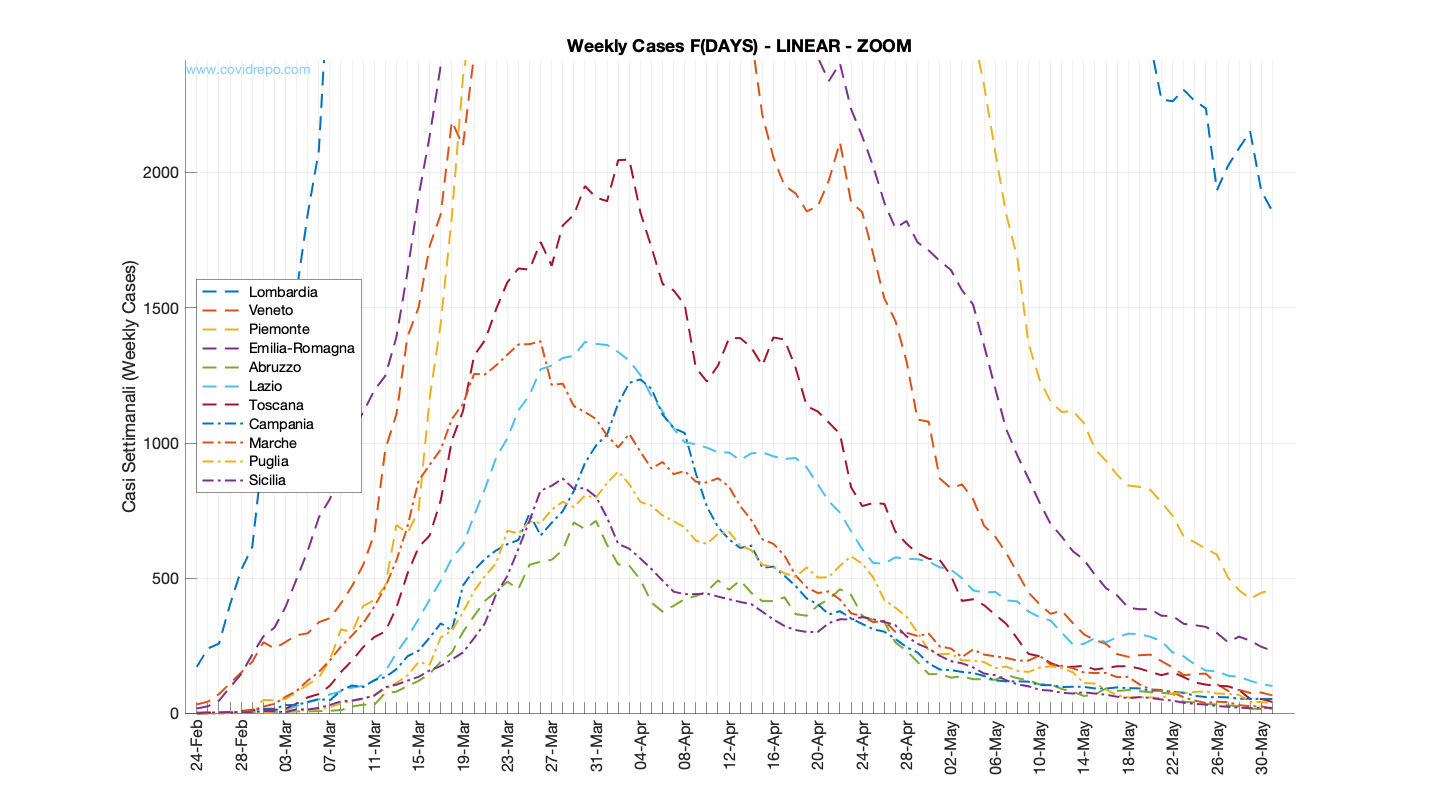 Weekly Cases F(DAYS) - LINEAR - ZOOM
www.covidrepo.com
Casi Settimanali (Weekly Cases)
2000
1500
1000
500
0
Lombardia
Veneto
Piemonte
Emilia-Romagna
Abruzzo
Lazio
Toscana
Campania
Marche
Puglia
Sicilia
24-Feb
28-Feb
03-Mar
07-Mar
11-Mar
15-Mar
19-Mar
23-Mar
27-Mar
31-Mar
04-Apr
08-Apr
12-Apr
16-Apr
20-Apr
24-Apr
28-Apr
02-May
06-May
10-May
14-May
18-May
22-May
26-May
30-May